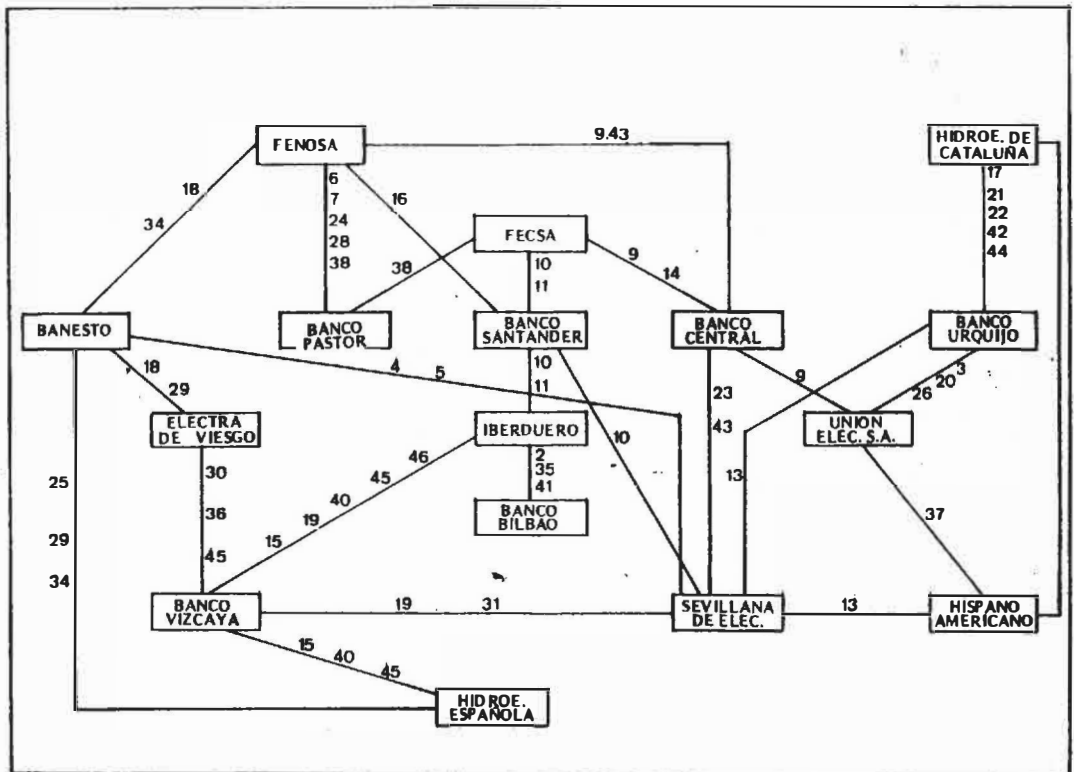 FENOSA
9.43
HIDROE. DE
CATALUÑA
18
34
6
7
24
28
38
16
17
21
22
42
44
FECSA
38
10
11
9
14
BANESTO
BANCO
PASTOR
BANCO
SANTANDER
BANCO
CENTRAL
BANCO
URQUIJO
18
29
4
5
10
11
23
43
9
3
20
26
ELECTRA
DE VIESGO
IBERDUERO
UNION
ELEC. S.A.
10
13
37
30
36
45
46
45
40
19
15
2
35
41
BANCO
BILBAO
25
29
34
BANCO
VIZCAYA
19
31
SEVILLANA
DE ELEC.
13
HISPANO
AMERICANO
15
40
45
HIDROE.
ESPAÑOLA